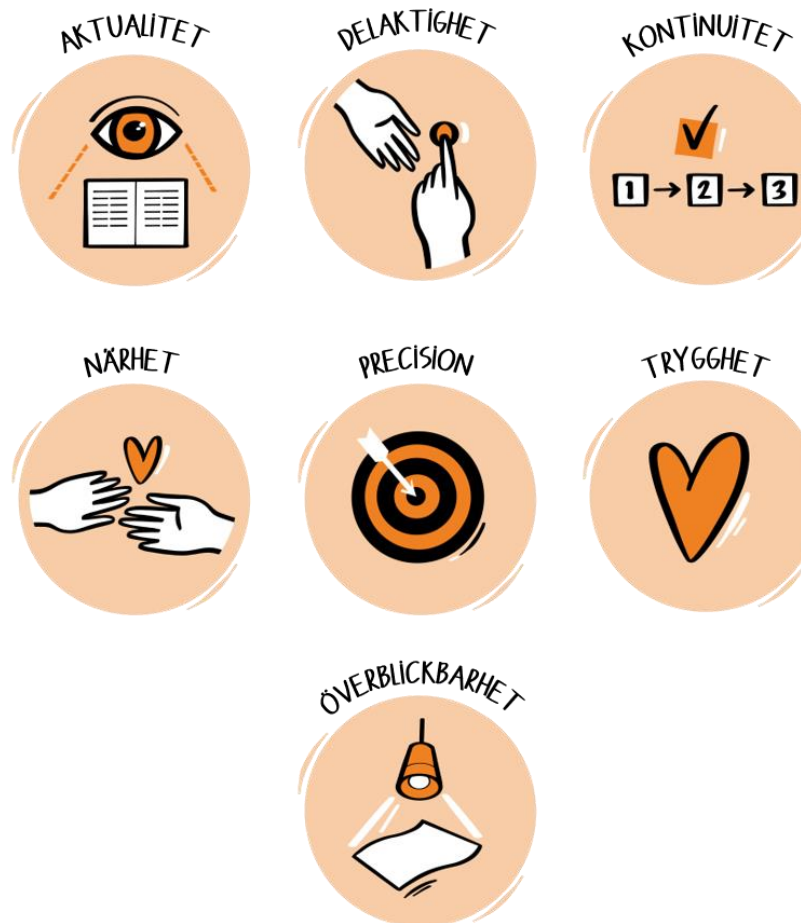 AKTUALITET
DELAKTIGHET
KONTINUITET
1 → 2 → 3
NÄRHET
PRECISION
TRYGGHET
ÖVERBLICKBARHET